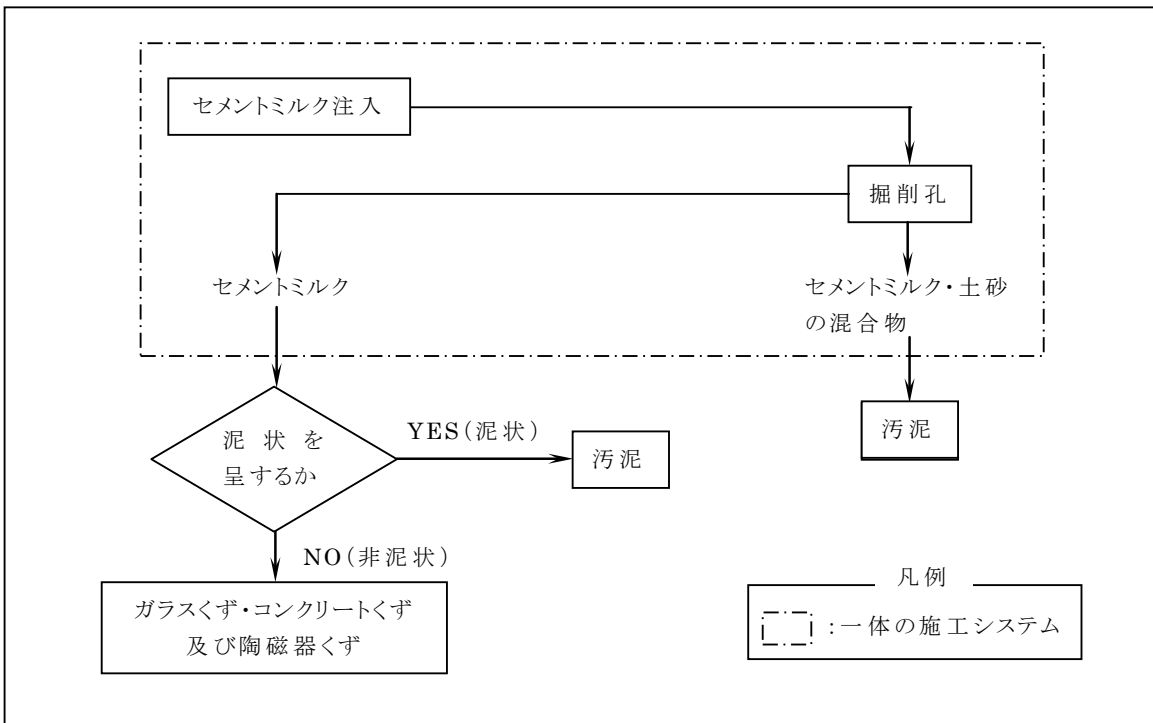 セメントミルク注入
掘削孔
セメントミルク
セメントミルク・土砂
の混合物
泥状を
呈するか
YES(泥状)
汚泥
汚泥
NO(非泥状)
ガラスくず・コンクリートくず
及び陶磁器くず
凡例
:一体の施工システム